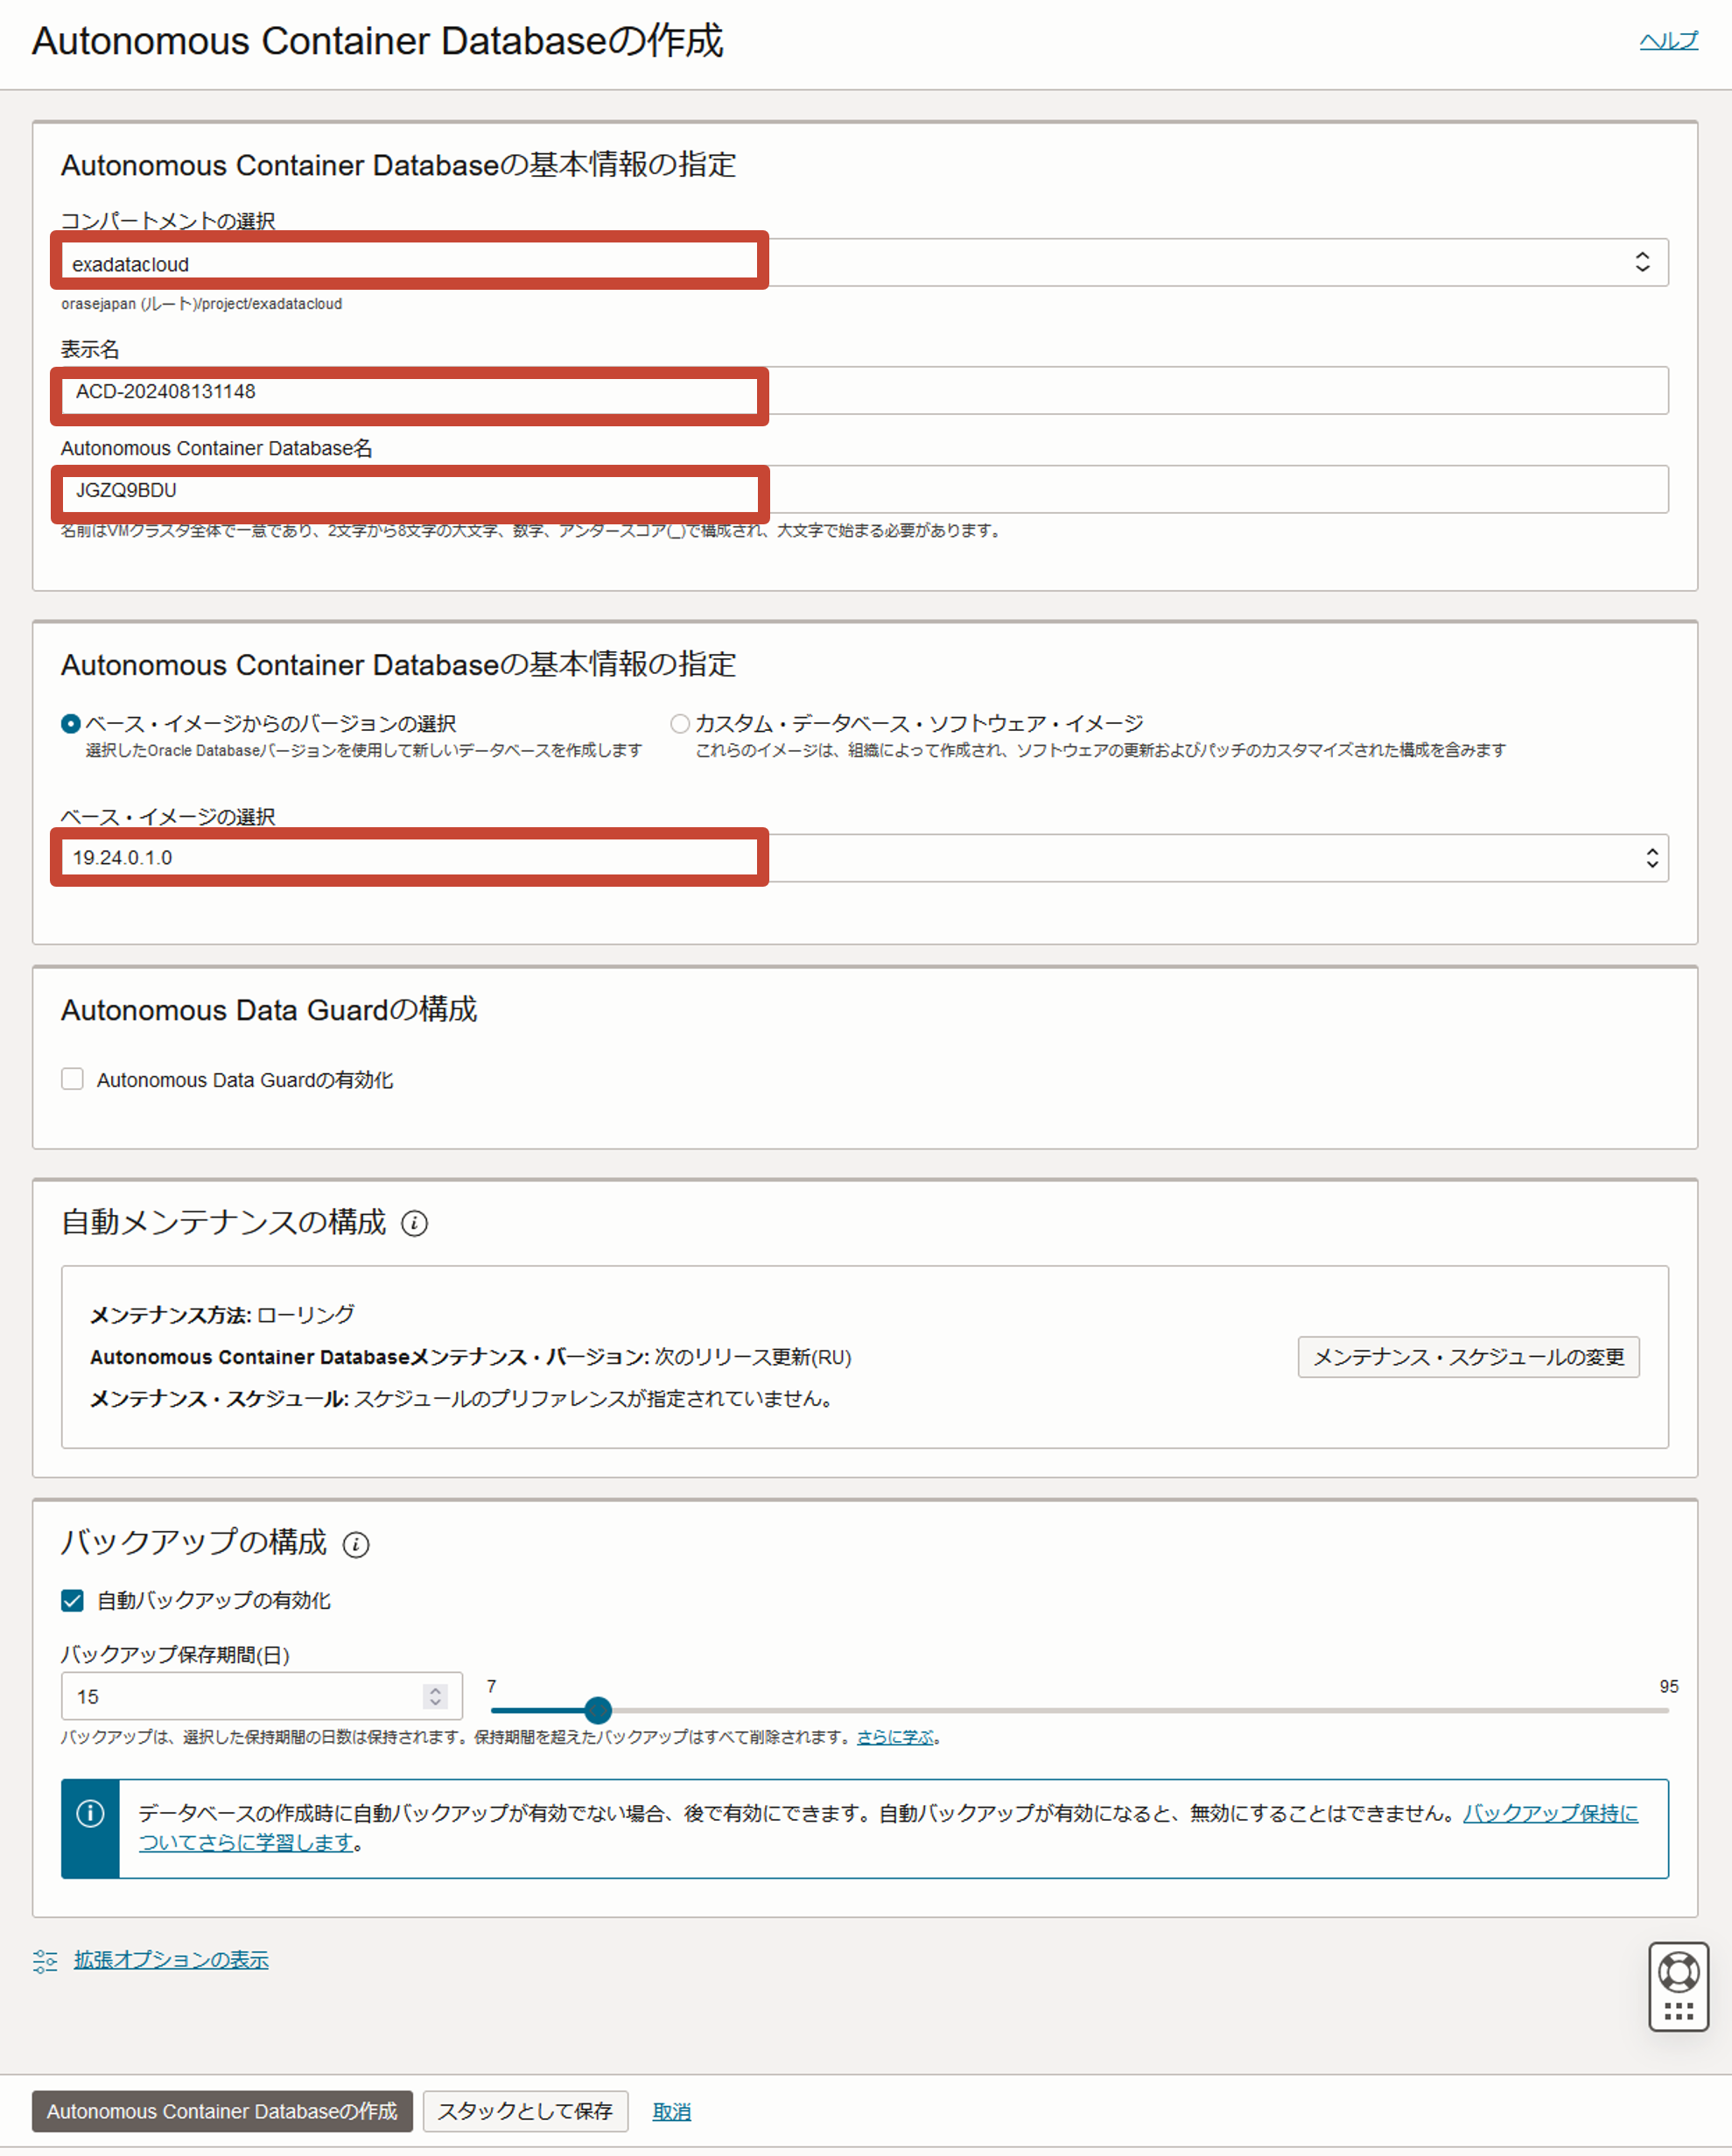 Autonomous Container Databaseの作成
ヘルプ
Autonomous Container Databaseの基本情報の指定
コンパートメントの選択
exadatacloud
orasejapan (ルート)/project/exadatacloud
表示名
ACD-202408131148
Autonomous Container Database名
JGZQ9BDU
名前はVMクラスタ全体で一意であり、2文字から8文字の大文字、数字、アンダースコア(_)で構成され、大文字で始まる必要があります。
Autonomous Container Databaseの基本情報の指定
ベース・イメージからのバージョンの選択
選択したOracle Databaseバージョンを使用して新しいデータベースを作成します
カスタム・データベース・ソフトウェア・イメージ
これらのイメージは、組織によって作成され、ソフトウェアの更新およびパッチのカスタマイズされた構成を含みます
ベース・イメージの選択
19.24.0.1.0
Autonomous Data Guardの構成
Autonomous Data Guardの有効化
自動メンテナンスの構成
メンテナンス方法: ローリング
Autonomous Container Databaseメンテナンス・バージョン: 次のリリース更新(RU)
メンテナンス・スケジュール: スケジュールのプリファレンスが指定されていません。
メンテナンス・スケジュールの変更
バックアップの構成
自動バックアップの有効化
バックアップ保存期間(日)
15
7
95
バックアップは、選択した保持期間の日数は保持されます。保持期間を超えたバックアップはすべて削除されます。さらに学ぶ。
データベースの作成時に自動バックアップが有効でない場合、後で有効にできます。自動バックアップが有効になると、無効にすることはできません。バックアップ保持に
ついてさらに学習します。
拡張オプションの表示
Autonomous Container Databaseの作成
スタックとして保存
取消